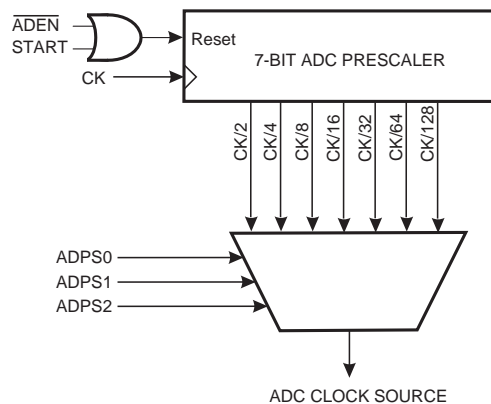 ADEN
START
Reset
7-BIT ADC PRESCALER
CK
CK/2
CK/4
CK/8
CK/16
CK/32
CK/64
CK/128
ADPS0
ADPS1
ADPS2
ADC CLOCK SOURCE